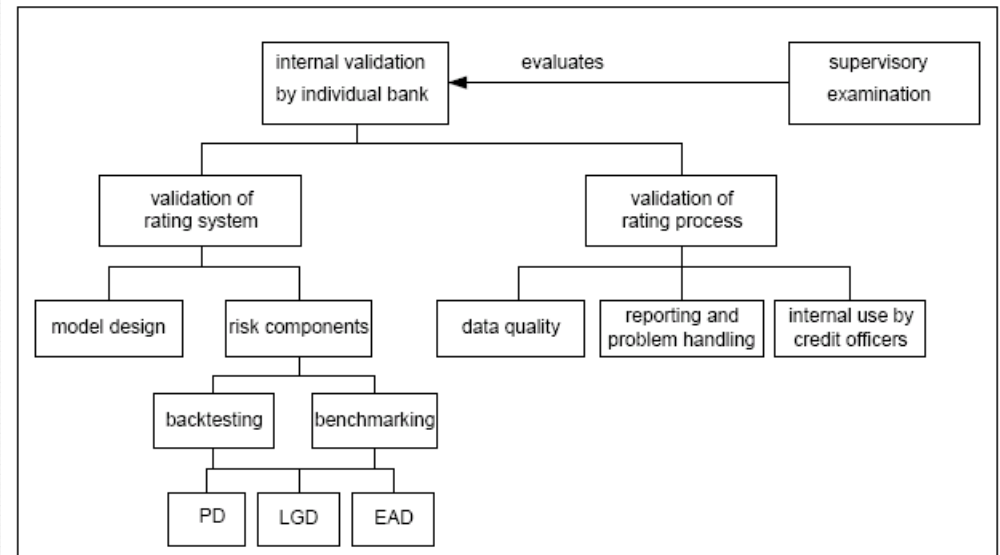 internal validation
by individual bank
evaluates
supervisory
examination
validation of
rating system
validation of
rating process
model design
risk components
data quality
reporting and
problem handling
internal use by
credit officers
backtesting
benchmarking
PD
LGD
EAD